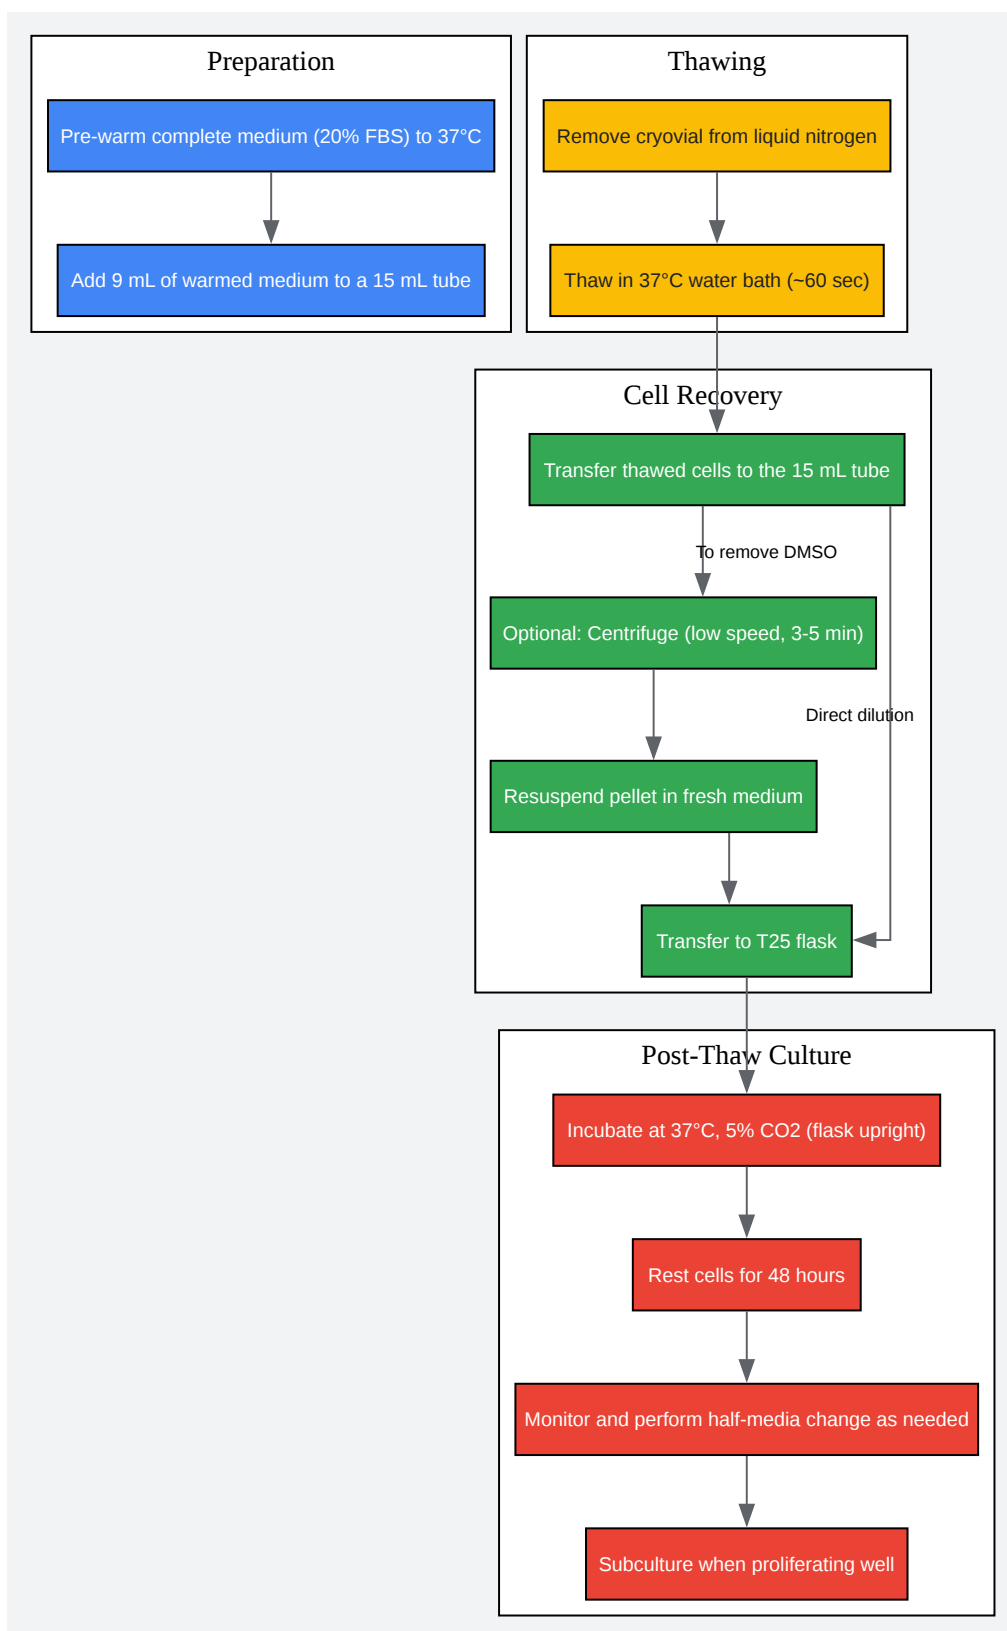 Preparation
Pre-warm complete medium (20% FBS) to 37°C
Add 9 mL of warmed medium to a 15 mL tube
Thawing
Remove cryovial from liquid nitrogen
Thaw in 37°C water bath (~60 sec)
Cell Recovery
Transfer thawed cells to the 15 mL tube
To remove DMSO
Optional: Centrifuge (low speed, 3-5 min)
Direct dilution
Resuspend pellet in fresh medium
Transfer to T25 flask
Post-Thaw Culture
Incubate at 37°C, 5% CO2 (flask upright)
Rest cells for 48 hours
Monitor and perform half-media change as needed
Subculture when proliferating well